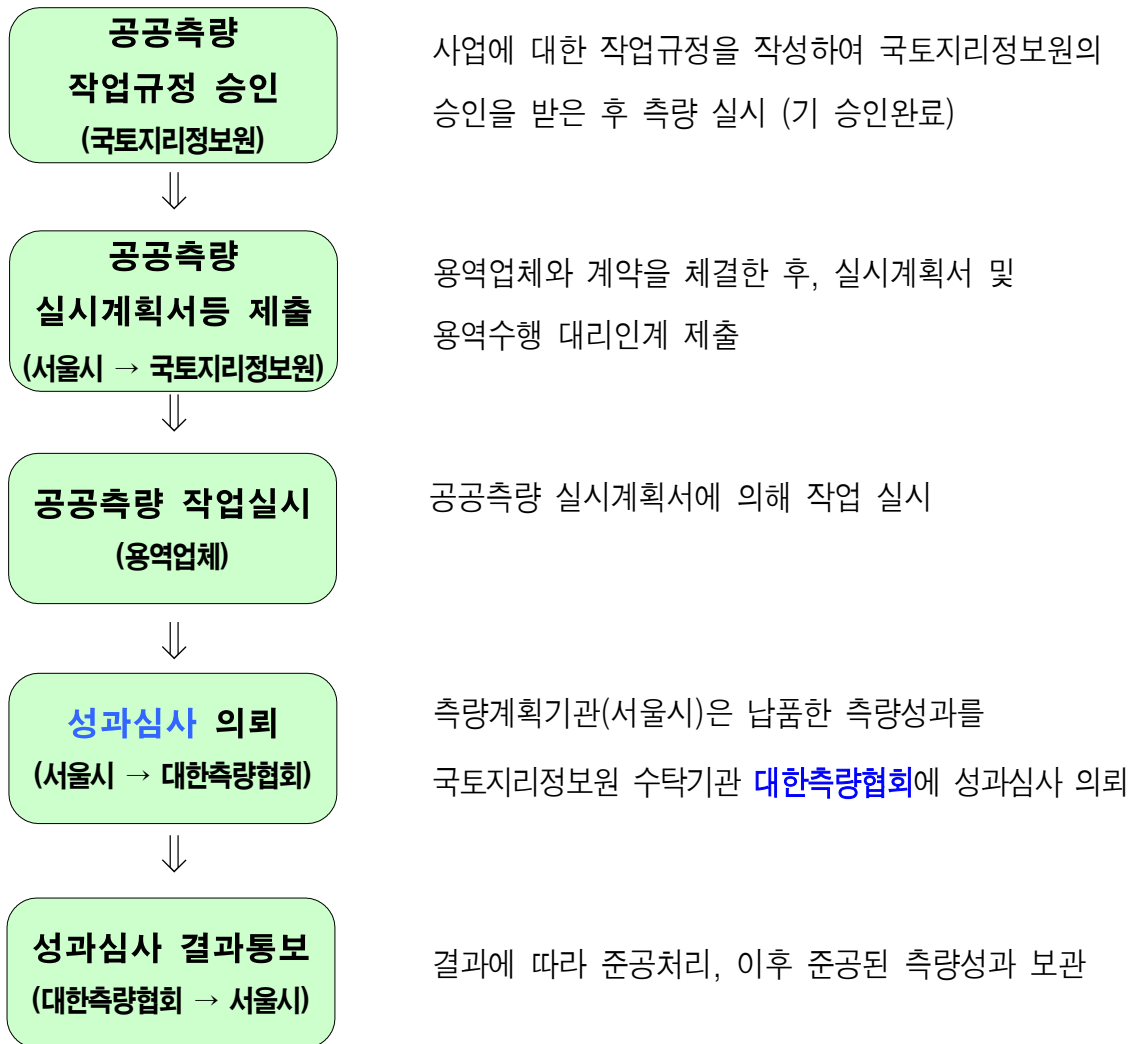 공공측량
작업규정 승인
(국토지리정보원)
사업에 대한 작업규정을 작성하여 국토지리정보원의
승인을 받은 후 측량 실시 (기 승인완료)
⇓
공공측량
실시계획서등 제출
(서울시 → 국토지리정보원)
용역업체와 계약을 체결한 후, 실시계획서 및
용역수행 대리인계 제출
⇓
공공측량 작업실시
(용역업체)
공공측량 실시계획서에 의해 작업 실시
⇓
성과심사 의뢰
(서울시 → 대한측량협회)
측량계획기관(서울시)은 납품한 측량성과를
국토지리정보원 수탁기관 대한측량협회에 성과심사 의뢰
⇓
성과심사 결과통보
(대한측량협회 → 서울시)
결과에 따라 준공처리, 이후 준공된 측량성과 보관